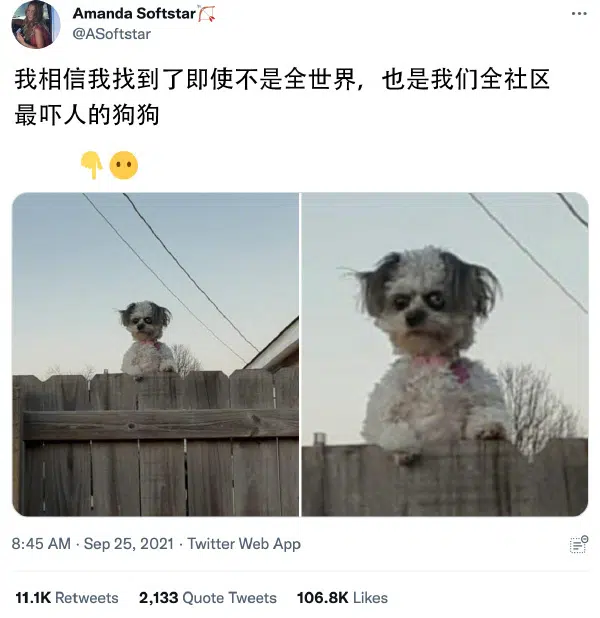 Amanda Softstar🏹
@ASoftstar
我相信我找到了即使不是全世界，也是我们全社区
最吓人的狗狗
👇😶
8:45 AM · Sep 25, 2021 · Twitter Web App
11.1K Retweets 2,133 Quote Tweets 106.8K Likes